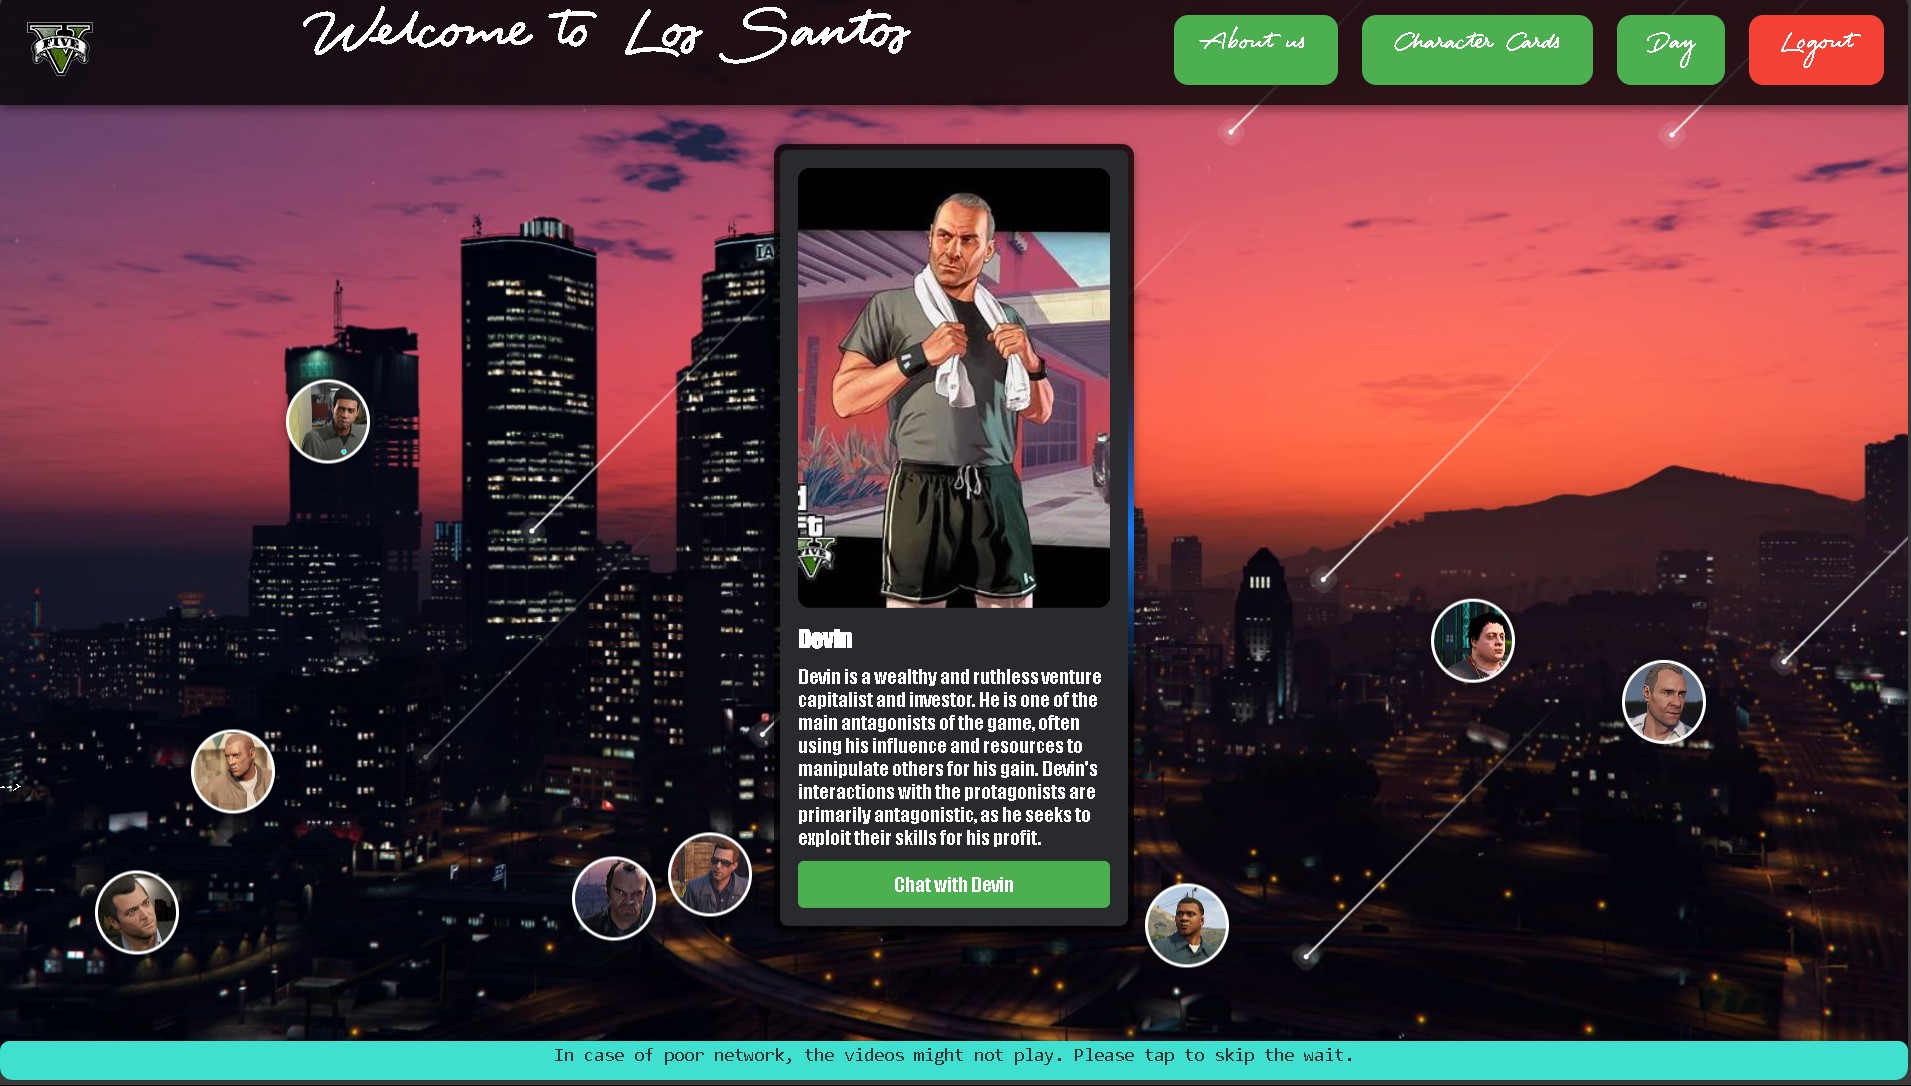 FIVE
Welcome to Los Santos
About us
Character Cards
Day
Logout
IA
d
ft
FIVE
Devin
Devin is a wealthy and ruthless venture
capitalist and investor. He is one of the
main antagonists of the game, often
using his influence and resources to
manipulate others for his gain. Devin's
interactions with the protagonists are
primarily antagonistic, as he seeks to
exploit their skills for his profit.
Chat with Devin
-->
In case of poor network, the videos might not play. Please tap to skip the wait.